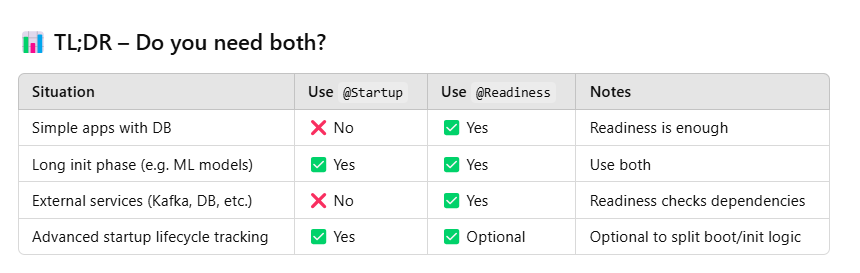 📊 TL;DR – Do you need both?
Situation Use @Startup Use @Readiness Notes
Simple apps with DB ❌ No ✅ Yes Readiness is enough
Long init phase (e.g. ML models) ✅ Yes ✅ Yes Use both
External services (Kafka, DB, etc.) ❌ No ✅ Yes Readiness checks dependencies
Advanced startup lifecycle tracking ✅ Yes ✅ Optional Optional to split boot/init logic